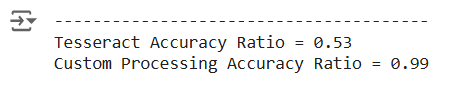 ----------------------------------------
Tesseract Accuracy Ratio = 0.53
Custom Processing Accuracy Ratio = 0.99